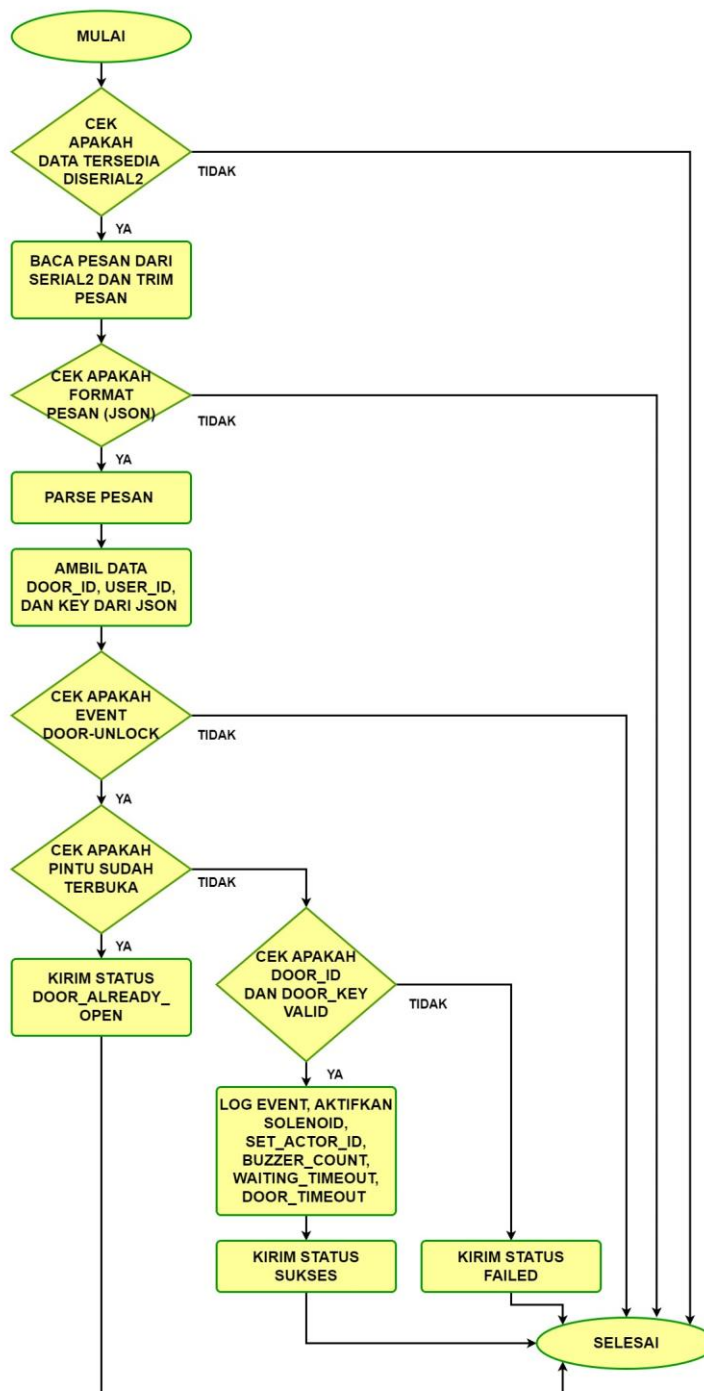 MULAI
CEK
APAKAH
DATA TERSEDIA
DISERIAL2
TIDAK
YA
BACA PESAN DARI
SERIAL2 DAN TRIM
PESAN
CEK APAKAH
FORMAT
PESAN (JSON)
TIDAK
YA
PARSE PESAN
AMBIL DATA
DOOR_ID, USER_ID,
DAN KEY DARI JSON
CEK APAKAH
EVENT
DOOR-UNLOCK
TIDAK
YA
CEK APAKAH
PINTU SUDAH
TERBUKA
TIDAK
YA
KIRIM STATUS
DOOR_ALREADY_
OPEN
CEK APAKAH
DOOR_ID
DAN DOOR_KEY
VALID
TIDAK
YA
LOG EVENT, AKTIFKAN
SOLENOID,
SET_ACTOR_ID,
BUZZER_COUNT,
WAITING_TIMEOUT,
DOOR_TIMEOUT
KIRIM STATUS
SUKSES
KIRIM STATUS
FAILED
SELESAI